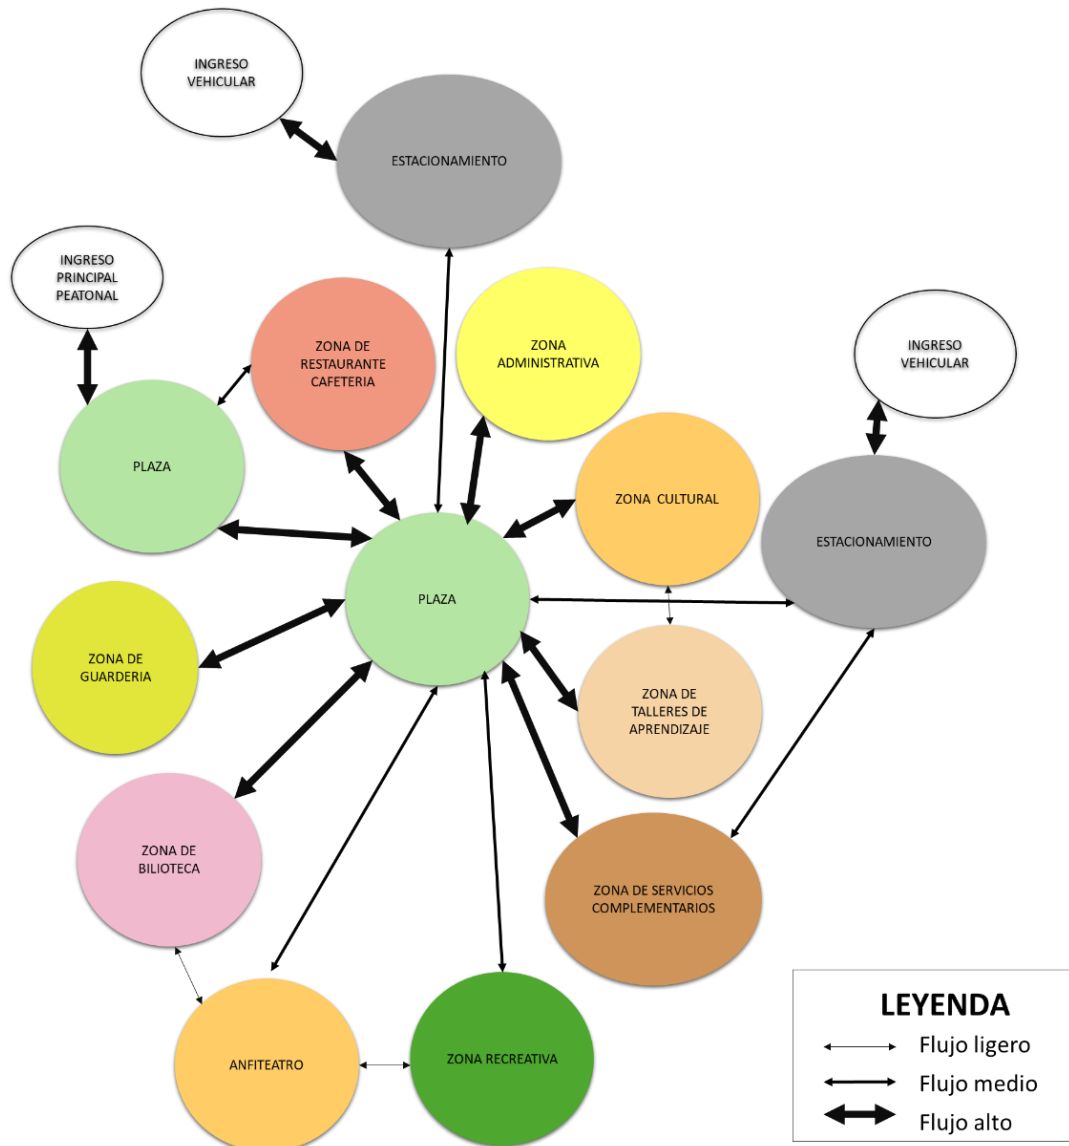 INGRESO
VEHICULAR
ESTACIONAMIENTO
INGRESO
PRINCIPAL
PEATONAL
ZONA DE
RESTAURANTE
CAFETERIA
ZONA
ADMINISTRATIVA
INGRESO
VEHICULAR
PLAZA
ZONA CULTURAL
ESTACIONAMIENTO
PLAZA
ZONA DE
GUARDERIA
ZONA DE
TALLERES DE
APRENDIZAJE
ZONA DE
BILIOTECA
ZONA DE SERVICIOS
COMPLEMENTARIOS
ANFITEATRO
ZONA RECREATIVA
LEYENDA
Flujo ligero
Flujo medio
Flujo alto